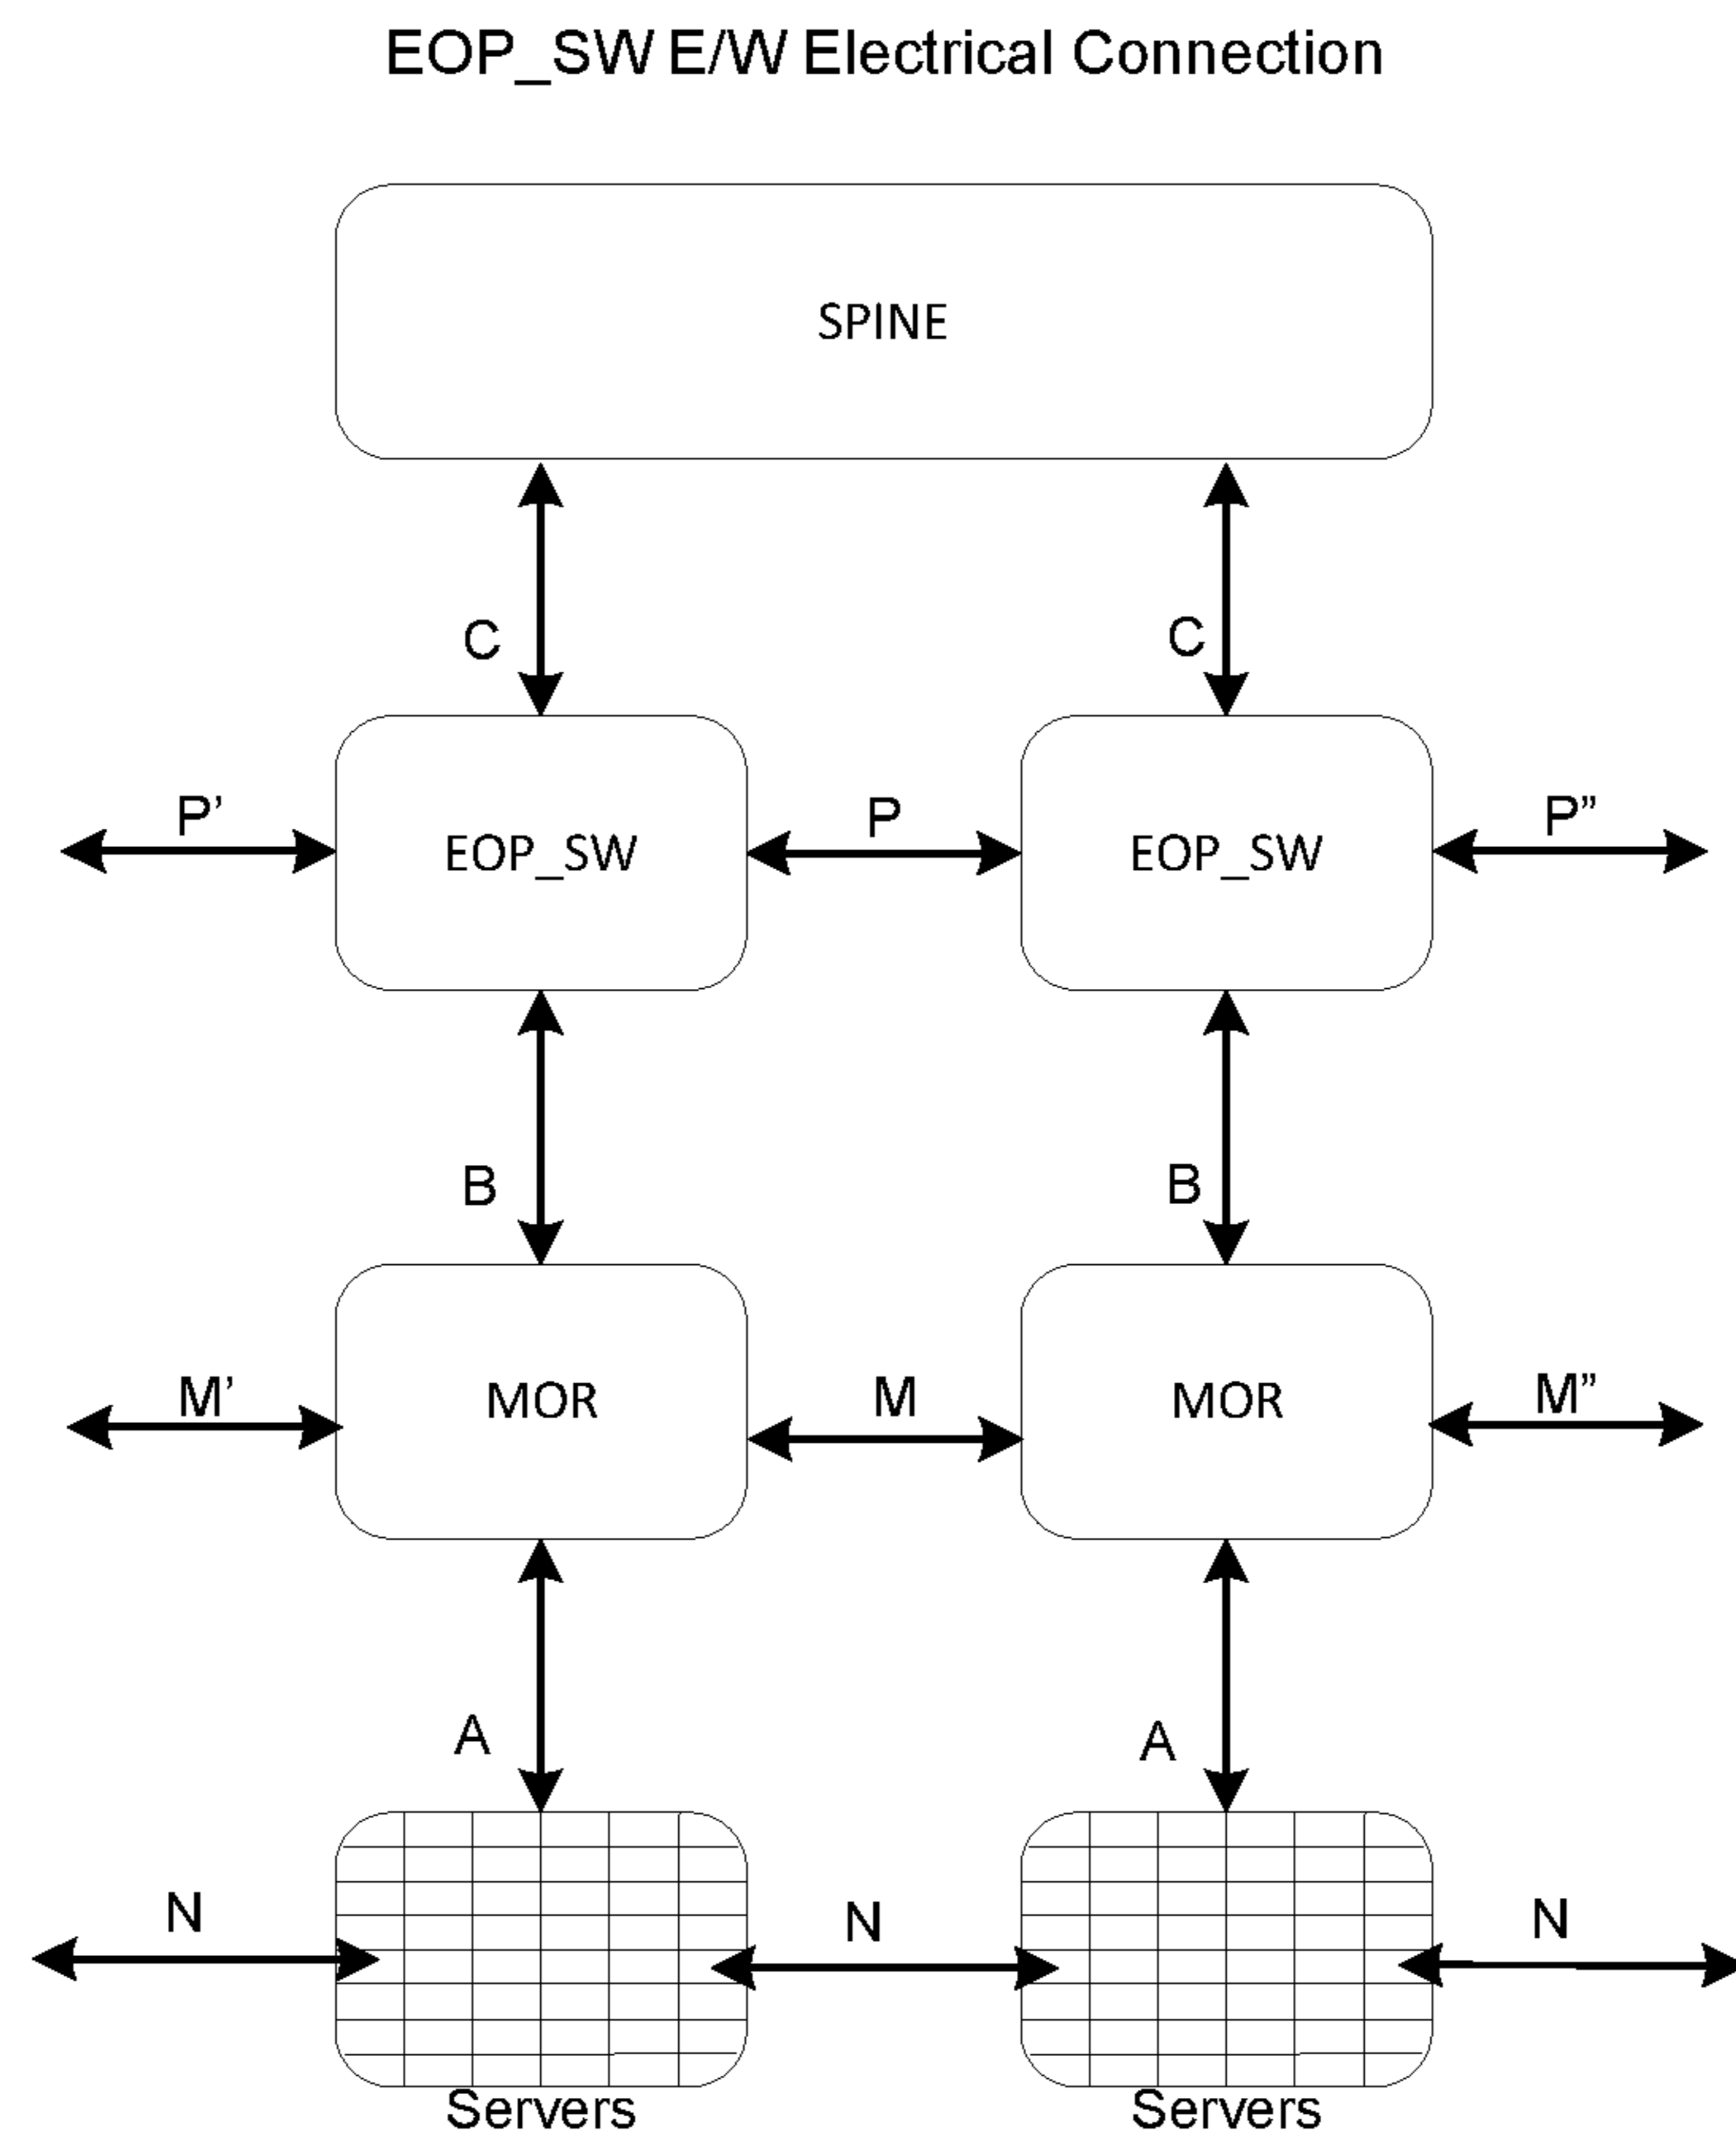 EOP_SW E/W Electrical Connection
SPINE
C
C
P’
EOP_SW
P
EOP_SW
P”
B
B
M’
MOR
M
MOR
M”
A
A
N
N
N
Servers
Servers